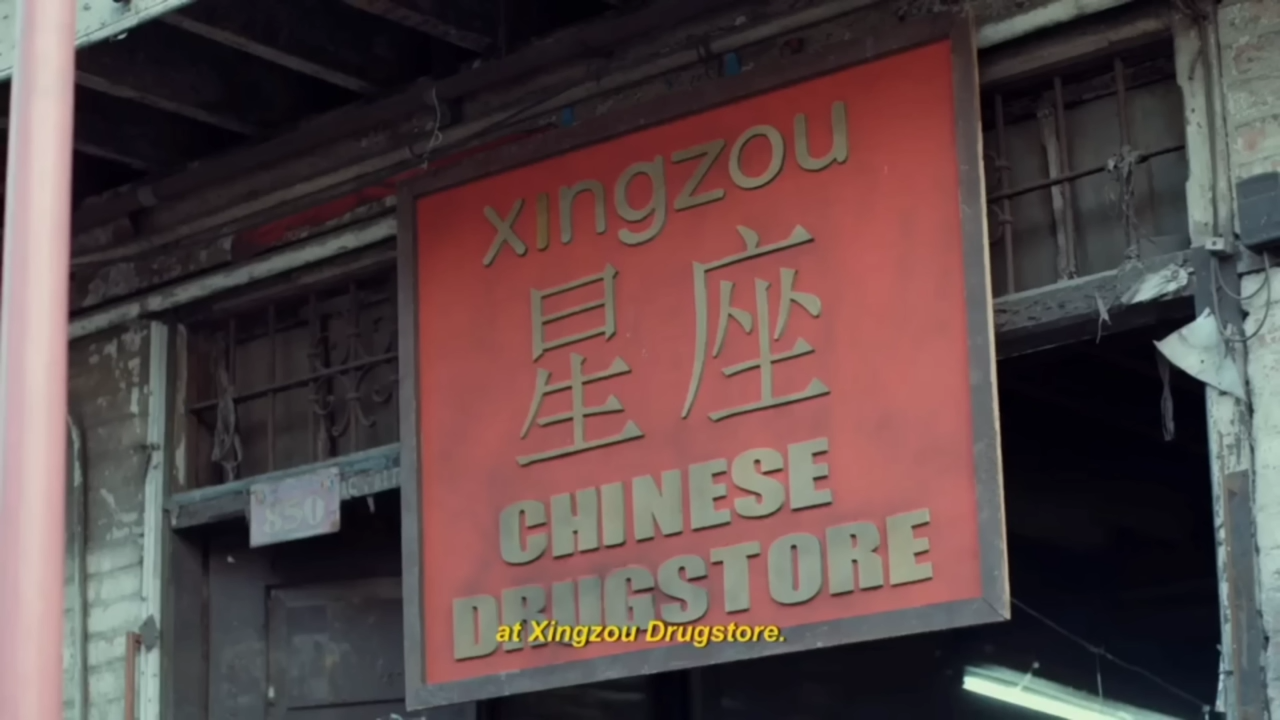 xingzou
星座
CHINESE
DRUGSTORE
850
at Xingzou Drugstore.